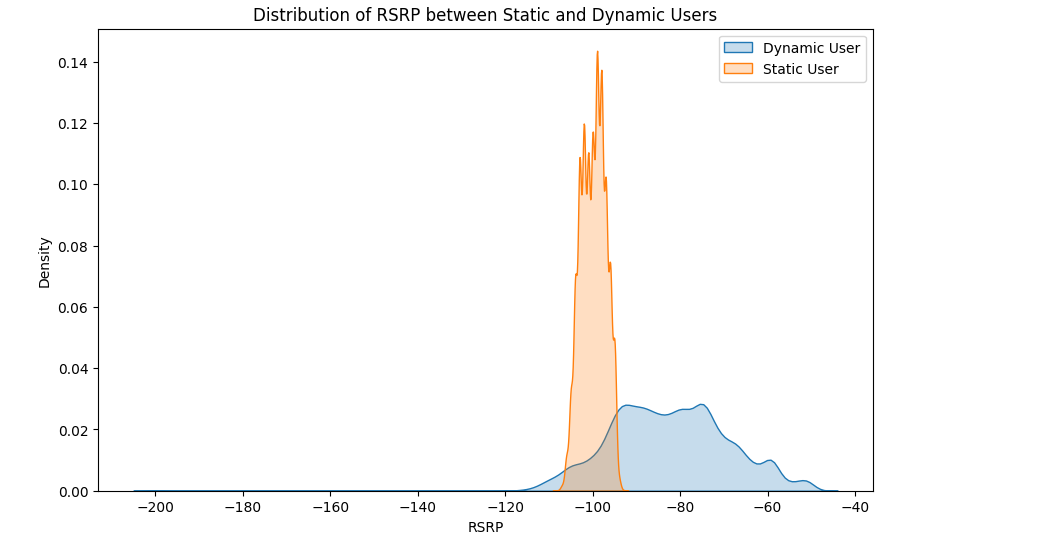 Distribution of RSRP between Static and Dynamic Users
Dynamic User
Static User
Density
0.14
0.12
0.10
0.08
0.06
0.04
0.02
0.00
−200 −180 −160 −140 −120 −100 −80 −60 −40
RSRP